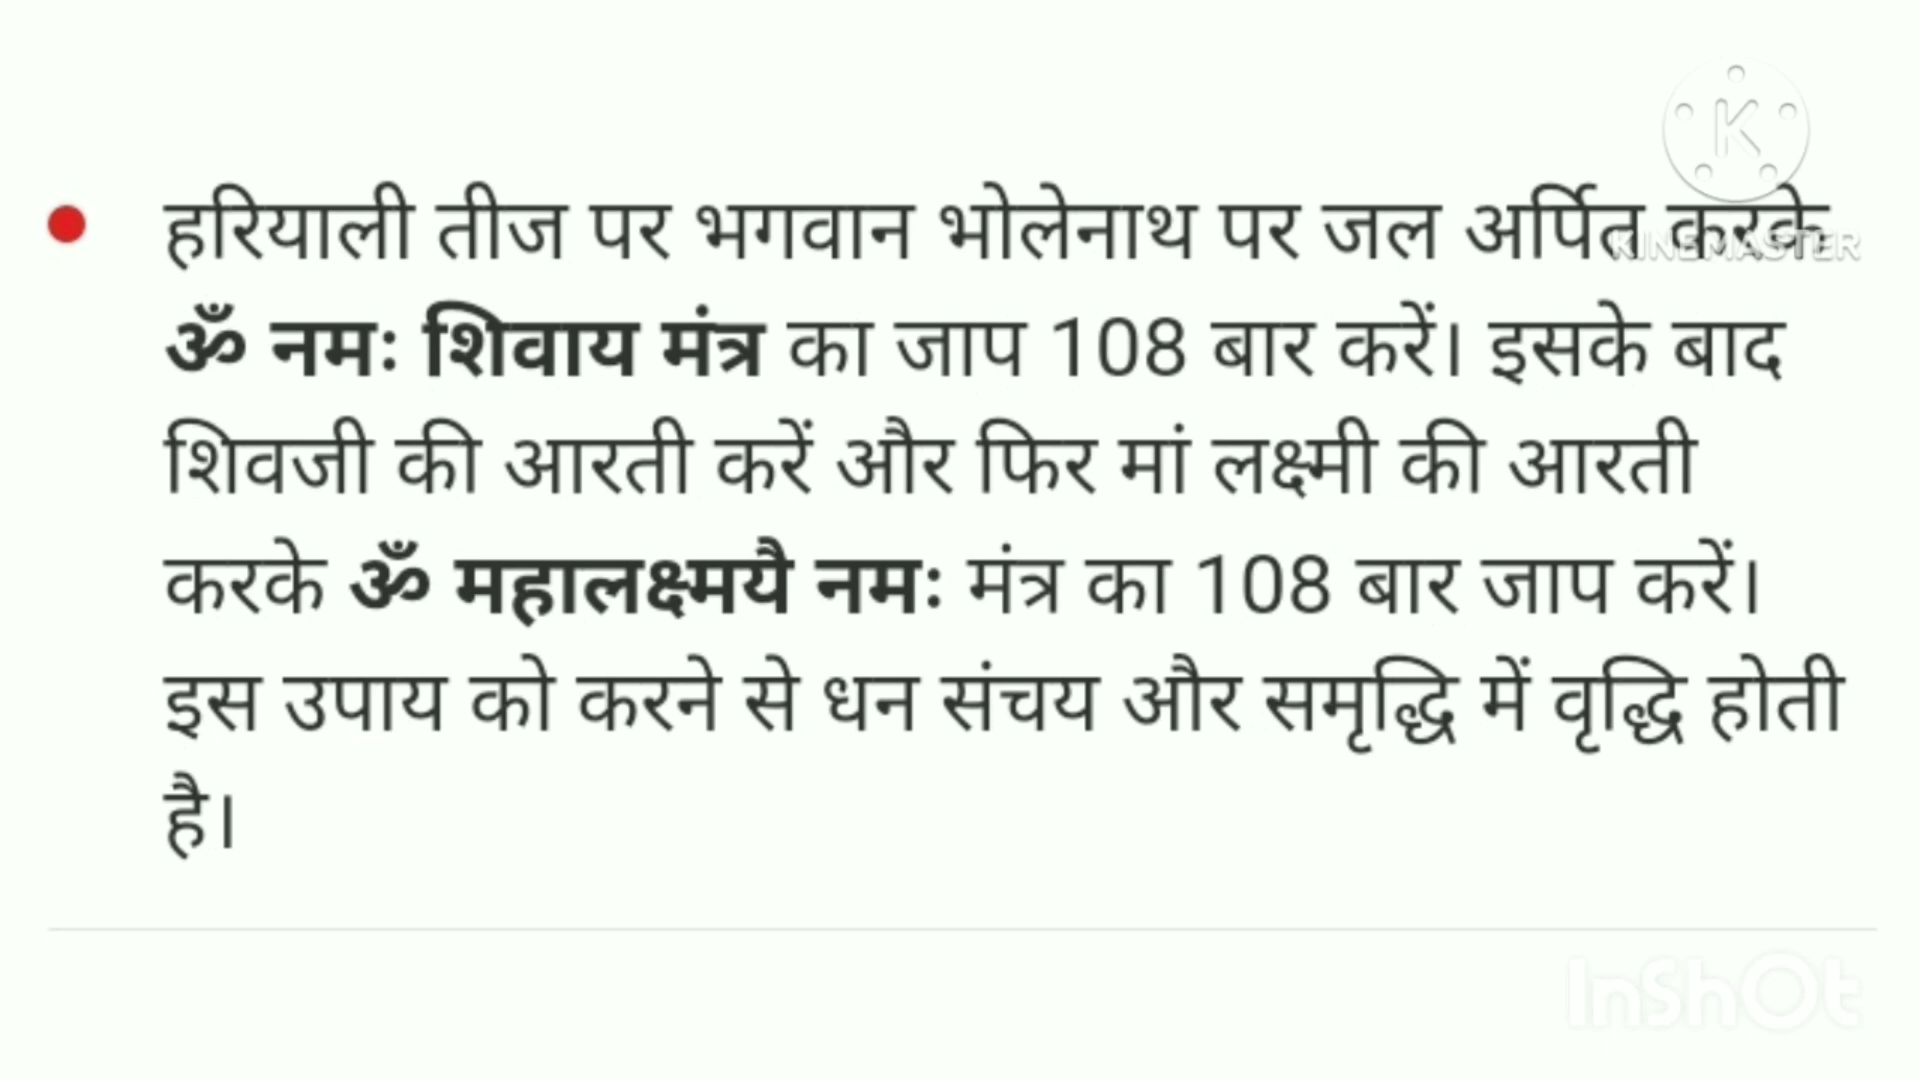 हरियाली तीज पर भगवान भोलेनाथ पर जल अर्पित करके
ॐ नमः शिवाय मंत्र का जाप 108 बार करें। इसके बाद
शिवजी की आरती करें और फिर मां लक्ष्मी की आरती
करके ॐ महालक्ष्मयै नमः मंत्र का 108 बार जाप करें।
इस उपाय को करने से धन संचय और समृद्धि में वृद्धि होती
है।
K
KINEMASTER
InShOt